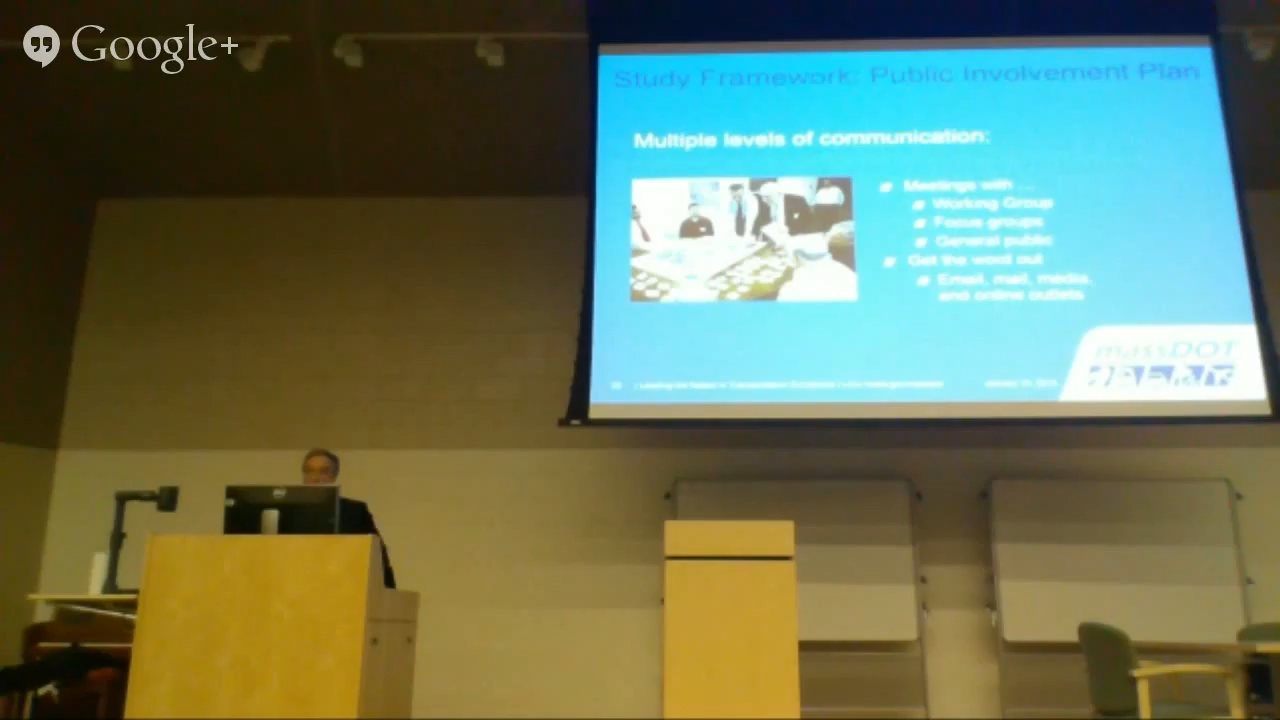 Google+
Study Framework: Public Involvement Plan
Multiple levels of communication:
Meetings with ...
Working Group
Focus groups
General public
Get the word out
Email, mail, media,
and online outlets
massDOT